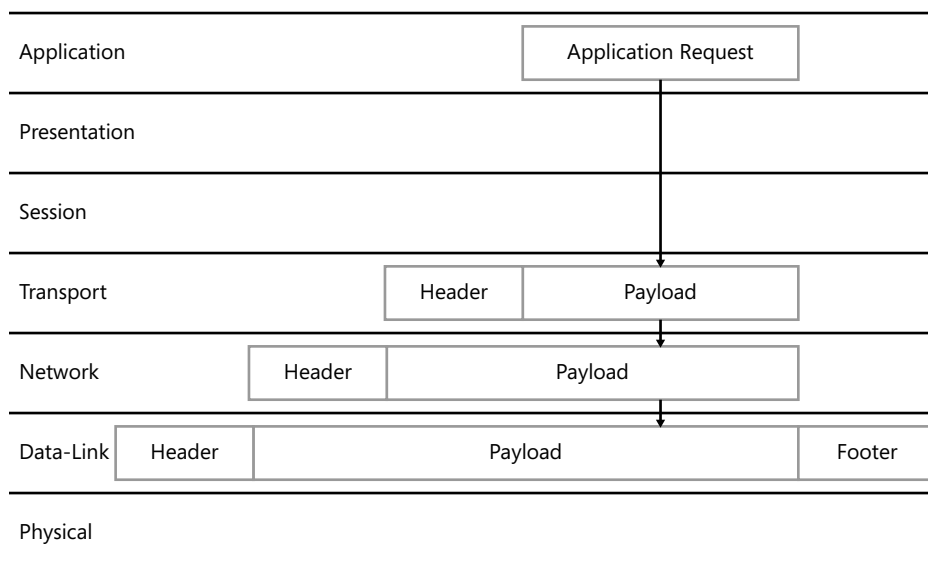 Application
Application Request
Presentation
Session
Transport
Header
Payload
Network
Header
Payload
Data-Link
Header
Payload
Footer
Physical